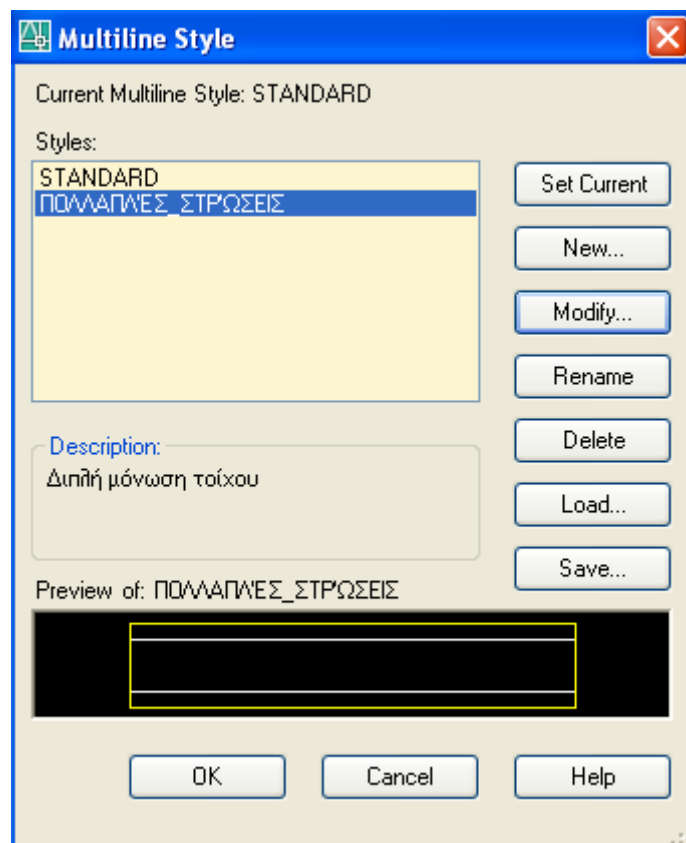 Multiline Style
Current Multiline Style: STANDARD
Styles:
STANDARD
ΠΟΛΛΑΠΛΈΣ_ΣΤΡΏΣΕΙΣ
Set Current
New...
Modify...
Rename
Delete
Load...
Save...
Description:
Διπλή μόνωση τοίχου
Preview of: ΠΟΛΛΑΠΛΈΣ_ΣΤΡΏΣΕΙΣ
OK
Cancel
Help